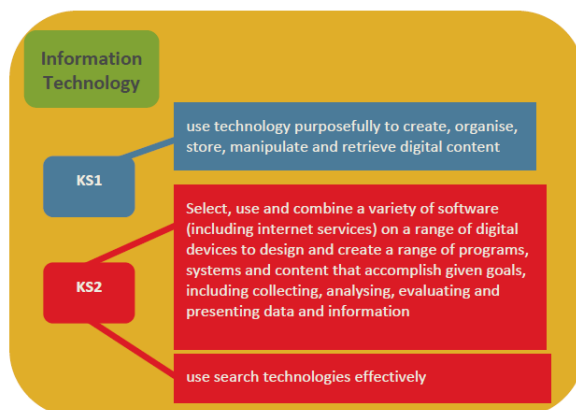 Information
Technology
use technology purposefully to create, organise,
store, manipulate and retrieve digital content
KS1
Select, use and combine a variety of software
(including internet services) on a range of digital
devices to design and create a range of programs,
systems and content that accomplish given goals,
including collecting, analysing, evaluating and
presenting data and information
KS2
use search technologies effectively